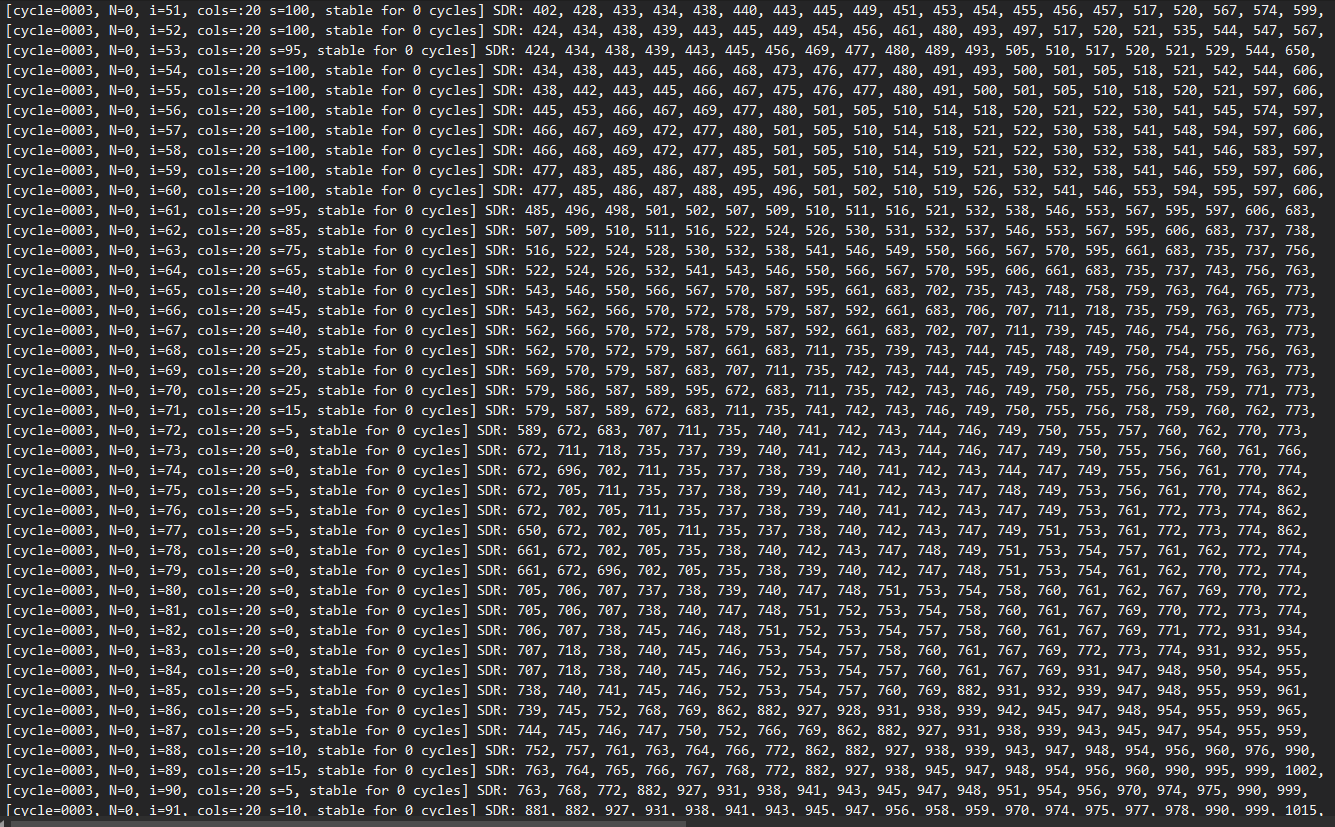 [cycle=0003, N=0, i=51, cols=:20 s=100, stable for 0 cycles] SDR: 402, 428, 433, 434, 438, 440, 443, 445, 449, 451, 453, 454, 455, 456, 457, 517, 520, 567, 574, 599,
[cycle=0003, N=0, i=52, cols=:20 s=100, stable for 0 cycles] SDR: 424, 434, 438, 439, 443, 445, 449, 454, 456, 461, 480, 493, 497, 517, 520, 521, 535, 544, 547, 567,
[cycle=0003, N=0, i=53, cols=:20 s=95, stable for 0 cycles] SDR: 424, 434, 438, 439, 443, 445, 456, 469, 477, 480, 489, 493, 505, 510, 517, 520, 521, 529, 544, 650,
[cycle=0003, N=0, i=54, cols=:20 s=100, stable for 0 cycles] SDR: 434, 438, 443, 445, 466, 468, 473, 476, 477, 480, 491, 493, 500, 501, 505, 518, 521, 542, 544, 606,
[cycle=0003, N=0, i=55, cols=:20 s=100, stable for 0 cycles] SDR: 438, 442, 443, 445, 466, 467, 475, 476, 477, 480, 491, 500, 501, 505, 510, 518, 520, 521, 597, 606,
[cycle=0003, N=0, i=56, cols=:20 s=100, stable for 0 cycles] SDR: 445, 453, 466, 467, 469, 477, 480, 501, 505, 510, 514, 518, 520, 521, 522, 530, 541, 545, 574, 597,
[cycle=0003, N=0, i=57, cols=:20 s=100, stable for 0 cycles] SDR: 466, 467, 469, 472, 477, 480, 501, 505, 510, 514, 518, 521, 522, 530, 538, 541, 548, 594, 597, 606,
[cycle=0003, N=0, i=58, cols=:20 s=100, stable for 0 cycles] SDR: 466, 468, 469, 472, 477, 485, 501, 505, 510, 514, 519, 521, 522, 530, 532, 538, 541, 546, 583, 597,
[cycle=0003, N=0, i=59, cols=:20 s=100, stable for 0 cycles] SDR: 477, 483, 485, 486, 487, 495, 501, 505, 510, 514, 519, 521, 530, 532, 538, 541, 546, 559, 597, 606,
[cycle=0003, N=0, i=60, cols=:20 s=100, stable for 0 cycles] SDR: 477, 485, 486, 487, 488, 495, 496, 501, 502, 510, 519, 526, 532, 541, 546, 553, 594, 595, 597, 606,
[cycle=0003, N=0, i=61, cols=:20 s=95, stable for 0 cycles] SDR: 485, 496, 498, 501, 502, 507, 509, 510, 511, 516, 521, 532, 538, 546, 553, 567, 595, 597, 606, 683,
[cycle=0003, N=0, i=62, cols=:20 s=85, stable for 0 cycles] SDR: 507, 509, 510, 511, 516, 522, 524, 526, 530, 531, 532, 537, 546, 553, 567, 595, 606, 683, 737, 738,
[cycle=0003, N=0, i=63, cols=:20 s=75, stable for 0 cycles] SDR: 516, 522, 524, 528, 530, 532, 538, 541, 546, 549, 550, 566, 567, 570, 595, 661, 683, 735, 737, 756,
[cycle=0003, N=0, i=64, cols=:20 s=65, stable for 0 cycles] SDR: 522, 524, 526, 532, 541, 543, 546, 550, 566, 567, 570, 595, 606, 661, 683, 735, 737, 743, 756, 763,
[cycle=0003, N=0, i=65, cols=:20 s=40, stable for 0 cycles] SDR: 543, 546, 550, 566, 567, 570, 587, 595, 661, 683, 702, 735, 743, 748, 758, 759, 763, 764, 765, 773,
[cycle=0003, N=0, i=66, cols=:20 s=45, stable for 0 cycles] SDR: 543, 562, 566, 570, 572, 578, 579, 587, 592, 661, 683, 706, 707, 711, 718, 735, 759, 763, 765, 773,
[cycle=0003, N=0, i=67, cols=:20 s=40, stable for 0 cycles] SDR: 562, 566, 570, 572, 578, 579, 587, 592, 661, 683, 702, 707, 711, 739, 745, 746, 754, 756, 763, 773,
[cycle=0003, N=0, i=68, cols=:20 s=25, stable for 0 cycles] SDR: 562, 570, 572, 579, 587, 661, 683, 711, 735, 739, 743, 744, 745, 748, 749, 750, 754, 755, 756, 763,
[cycle=0003, N=0, i=69, cols=:20 s=20, stable for 0 cycles] SDR: 569, 570, 579, 587, 683, 707, 711, 735, 742, 743, 744, 745, 749, 750, 755, 756, 758, 759, 763, 773,
[cycle=0003, N=0, i=70, cols=:20 s=25, stable for 0 cycles] SDR: 579, 586, 587, 589, 595, 672, 683, 711, 735, 742, 743, 746, 749, 750, 755, 756, 758, 759, 771, 773,
[cycle=0003, N=0, i=71, cols=:20 s=15, stable for 0 cycles] SDR: 579, 587, 589, 672, 683, 711, 735, 741, 742, 743, 746, 749, 750, 755, 756, 758, 759, 760, 762, 773,
[cycle=0003, N=0, i=72, cols=:20 s=5, stable for 0 cycles] SDR: 589, 672, 683, 707, 711, 735, 740, 741, 742, 743, 744, 746, 749, 750, 755, 757, 760, 762, 770, 773,
[cycle=0003, N=0, i=73, cols=:20 s=0, stable for 0 cycles] SDR: 672, 711, 718, 735, 737, 739, 740, 741, 742, 743, 744, 746, 747, 749, 750, 755, 756, 760, 761, 766,
[cycle=0003, N=0, i=74, cols=:20 s=0, stable for 0 cycles] SDR: 672, 696, 702, 711, 735, 737, 738, 739, 740, 741, 742, 743, 744, 747, 749, 755, 756, 761, 770, 774,
[cycle=0003, N=0, i=75, cols=:20 s=5, stable for 0 cycles] SDR: 672, 705, 711, 735, 737, 738, 739, 740, 741, 742, 743, 747, 748, 749, 753, 756, 761, 770, 774, 862,
[cycle=0003, N=0, i=76, cols=:20 s=5, stable for 0 cycles] SDR: 672, 702, 705, 711, 735, 737, 738, 739, 740, 742, 743, 747, 749, 753, 761, 772, 773, 774, 862,
[cycle=0003, N=0, i=77, cols=:20 s=5, stable for 0 cycles] SDR: 650, 672, 702, 705, 711, 735, 737, 738, 740, 742, 743, 747, 749, 751, 753, 761, 772, 773, 774, 862,
[cycle=0003, N=0, i=78, cols=:20 s=0, stable for 0 cycles] SDR: 661, 672, 702, 705, 735, 738, 740, 742, 743, 747, 748, 749, 751, 753, 754, 757, 761, 762, 772, 774,
[cycle=0003, N=0, i=79, cols=:20 s=0, stable for 0 cycles] SDR: 661, 672, 696, 702, 705, 735, 738, 739, 740, 742, 747, 748, 751, 753, 754, 761, 762, 770, 772, 774,
[cycle=0003, N=0, i=80, cols=:20 s=0, stable for 0 cycles] SDR: 705, 706, 707, 737, 738, 739, 740, 747, 748, 751, 753, 754, 758, 760, 761, 762, 767, 769, 770, 772,
[cycle=0003, N=0, i=81, cols=:20 s=0, stable for 0 cycles] SDR: 705, 706, 707, 738, 740, 747, 748, 751, 752, 753, 754, 758, 760, 761, 767, 769, 770, 772, 773, 774,
[cycle=0003, N=0, i=82, cols=:20 s=0, stable for 0 cycles] SDR: 706, 707, 738, 745, 746, 748, 751, 752, 753, 754, 757, 758, 760, 761, 767, 769, 771, 772, 931, 934,
[cycle=0003, N=0, i=83, cols=:20 s=0, stable for 0 cycles] SDR: 707, 718, 738, 740, 745, 746, 753, 754, 757, 758, 760, 761, 767, 769, 772, 773, 774, 931, 932, 955,
[cycle=0003, N=0, i=84, cols=:20 s=0, stable for 0 cycles] SDR: 707, 718, 738, 740, 745, 746, 752, 753, 754, 757, 760, 761, 767, 769, 931, 947, 948, 950, 954, 955,
[cycle=0003, N=0, i=85, cols=:20 s=5, stable for 0 cycles] SDR: 738, 740, 741, 745, 746, 752, 753, 754, 757, 760, 769, 882, 931, 932, 939, 947, 948, 955, 959, 961,
[cycle=0003, N=0, i=86, cols=:20 s=5, stable for 0 cycles] SDR: 739, 745, 752, 768, 769, 862, 882, 927, 928, 931, 938, 939, 942, 945, 947, 948, 954, 955, 959, 965,
[cycle=0003, N=0, i=87, cols=:20 s=5, stable for 0 cycles] SDR: 744, 745, 746, 747, 750, 752, 766, 769, 862, 882, 927, 931, 938, 939, 943, 945, 947, 954, 955, 959,
[cycle=0003, N=0, i=88, cols=:20 s=10, stable for 0 cycles] SDR: 752, 757, 761, 763, 764, 766, 772, 862, 882, 927, 938, 939, 943, 947, 948, 954, 956, 960, 976, 990,
[cycle=0003, N=0, i=89, cols=:20 s=15, stable for 0 cycles] SDR: 763, 764, 765, 766, 767, 768, 772, 882, 927, 938, 945, 947, 948, 954, 956, 960, 990, 995, 999, 1002,
[cycle=0003, N=0, i=90, cols=:20 s=5, stable for 0 cycles] SDR: 763, 768, 772, 882, 927, 931, 938, 941, 943, 945, 947, 948, 951, 954, 956, 970, 974, 975, 990, 999,
[cycle=0003, N=0, i=91, cols=:20 s=10, stable for 0 cycles] SDR: 881, 882, 927, 931, 938, 941, 943, 945, 947, 956, 958, 959, 970, 974, 975, 977, 978, 990, 999, 1015,